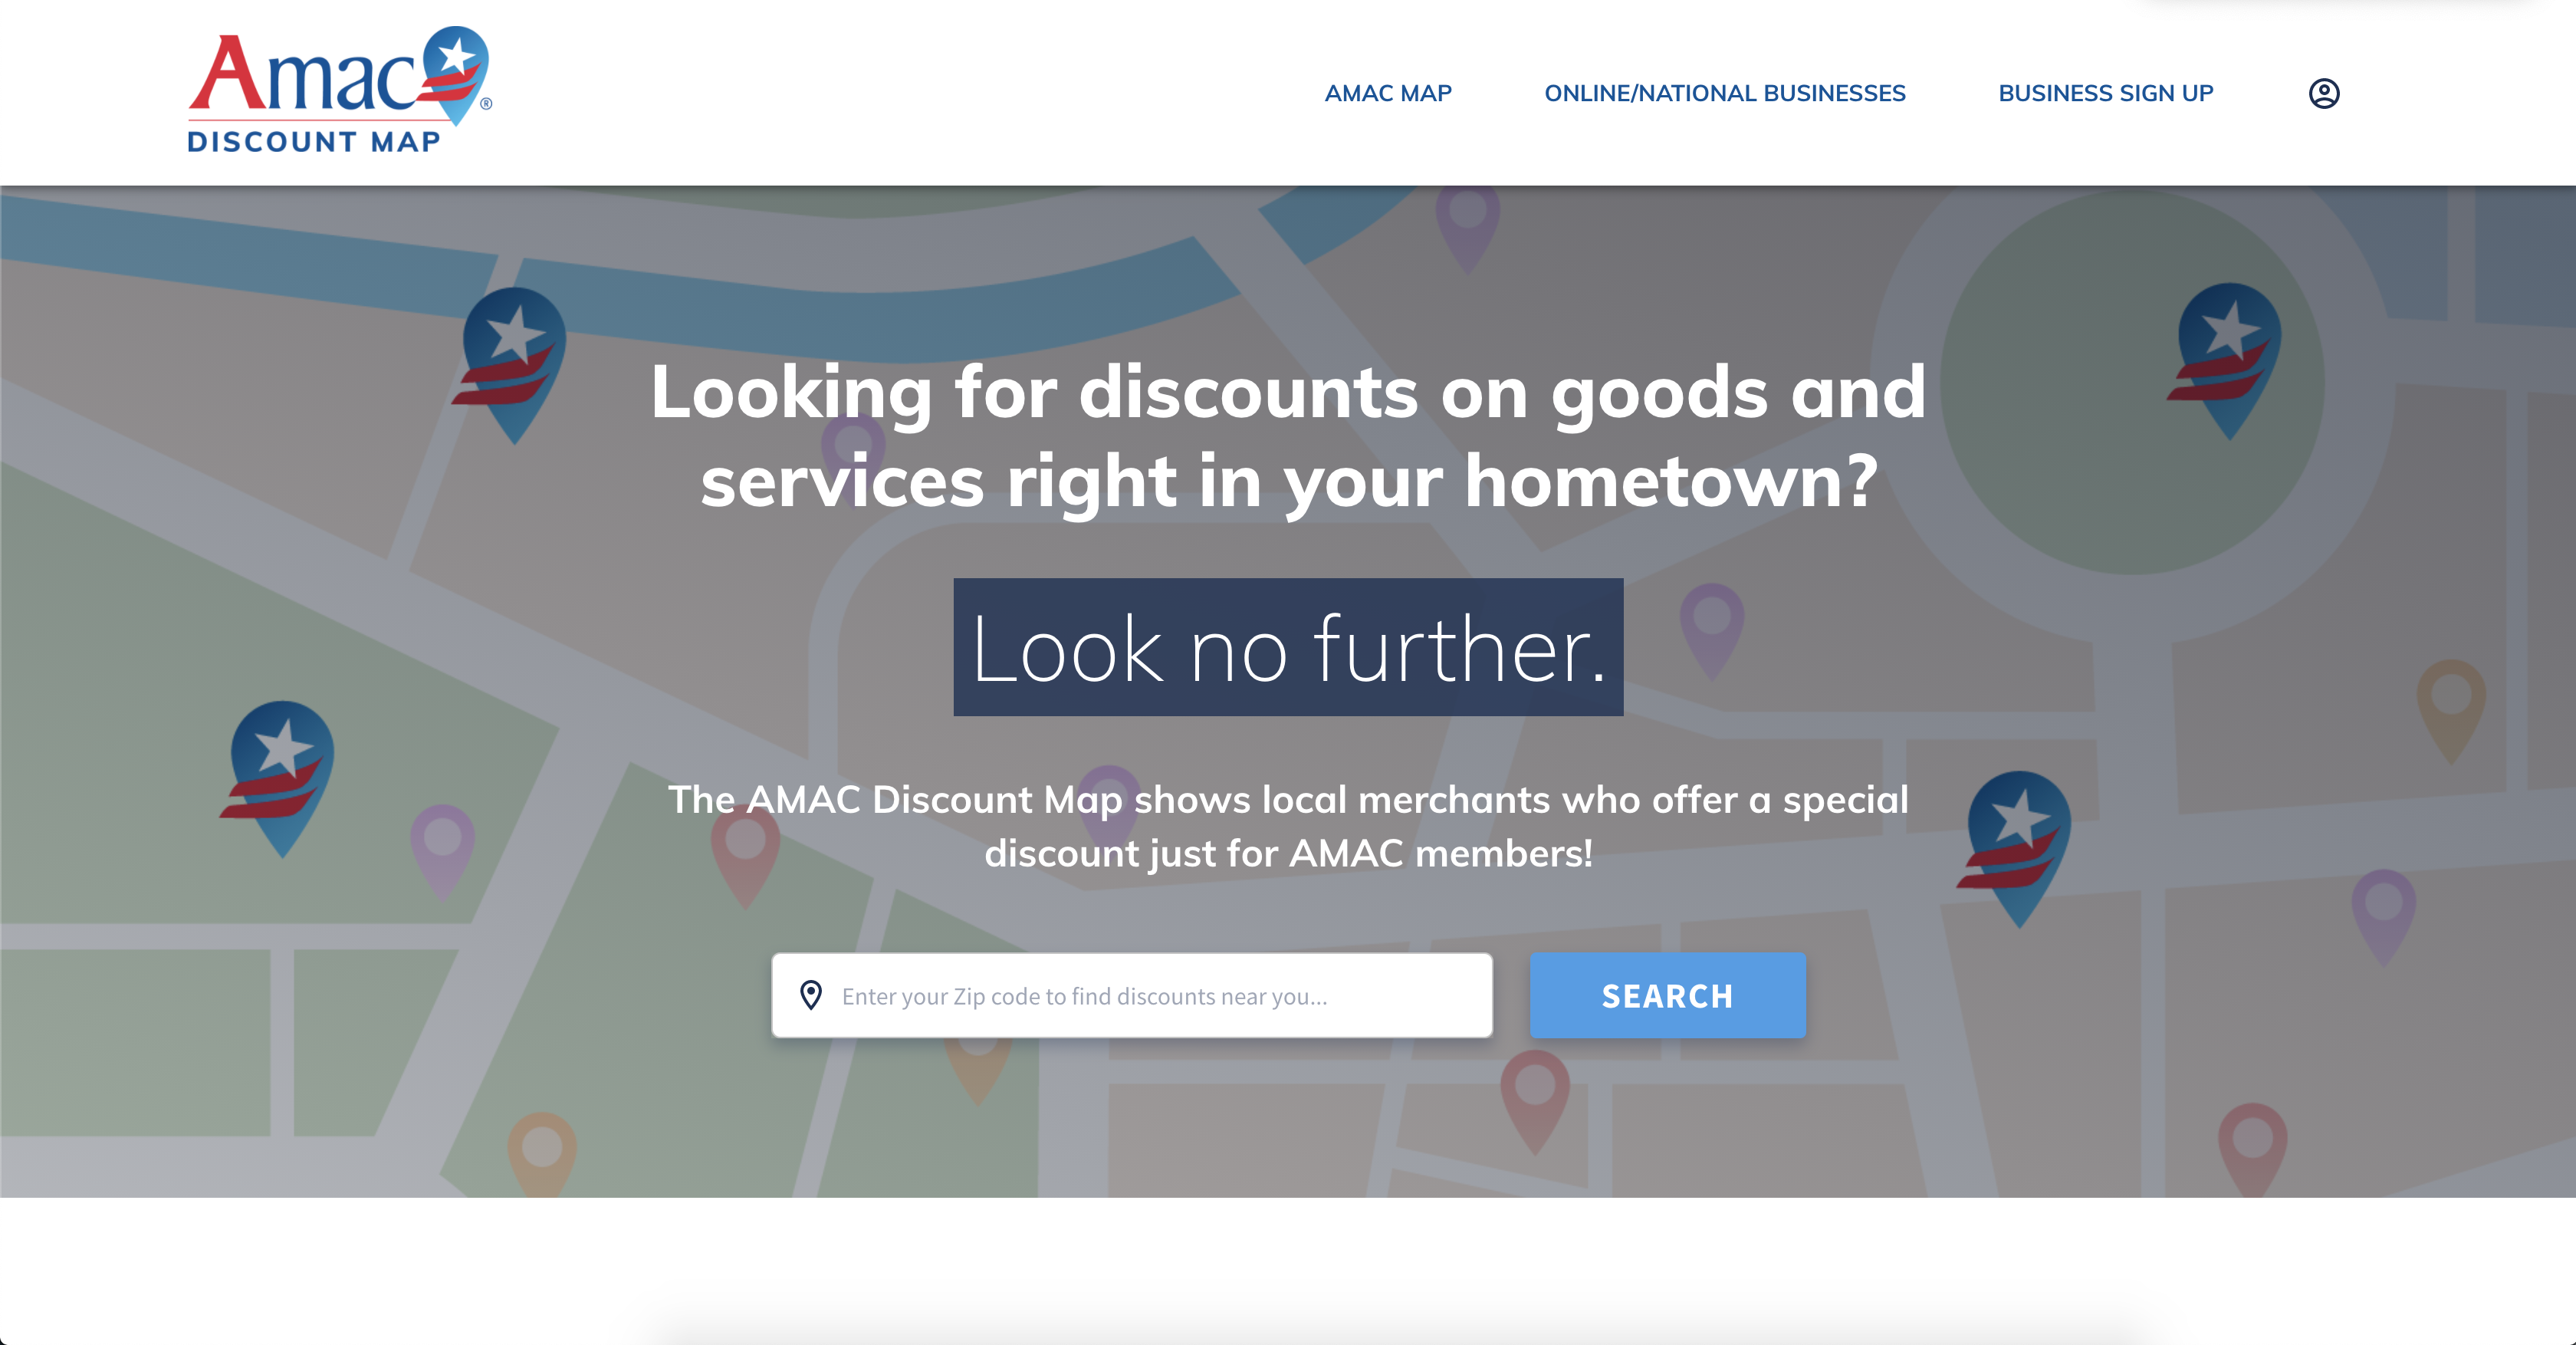 Amac®
DISCOUNT MAP
AMAC MAP
ONLINE/NATIONAL BUSINESSES
BUSINESS SIGN UP
Looking for discounts on goods and
services right in your hometown?
Look no further.
The AMAC Discount Map shows local merchants who offer a special
discount just for AMAC members!
Enter your Zip code to find discounts near you...
SEARCH